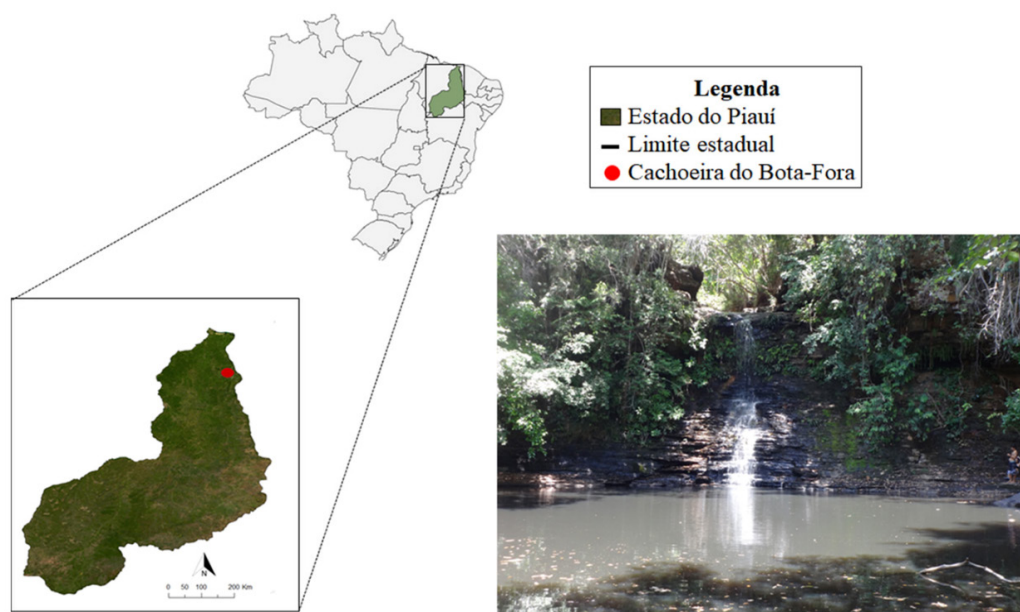 Legenda
Estado do Piauí
Limite estadual
Cachoeira do Bota-Fora
N
0 50 100 200 Km